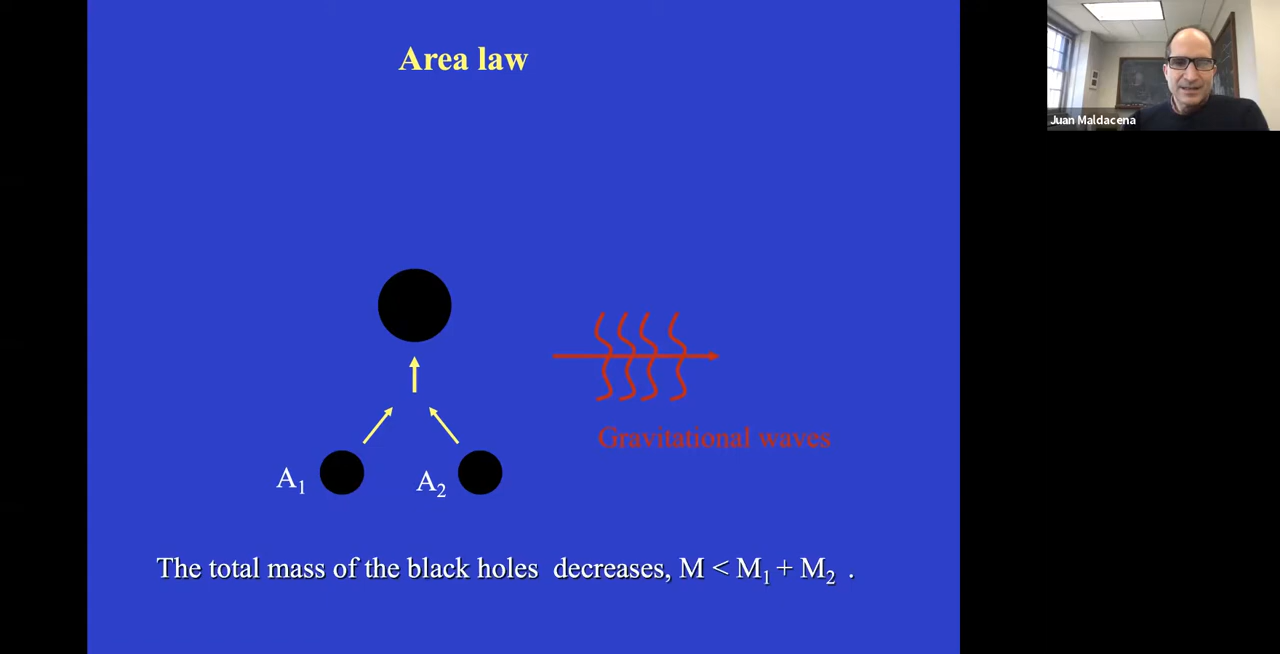 Area law
Juan Maldacena
Gravitational waves
A₁
A₂
The total mass of the black holes  decreases, M < M₁ + M₂  .